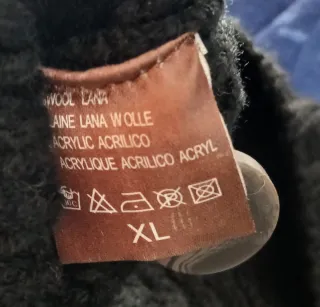 WOOL LANA
LAINE LANA WOLLE
ACRYLIC ACRILICO
ACRYLIQUE ACRILICO ACRYL
XL